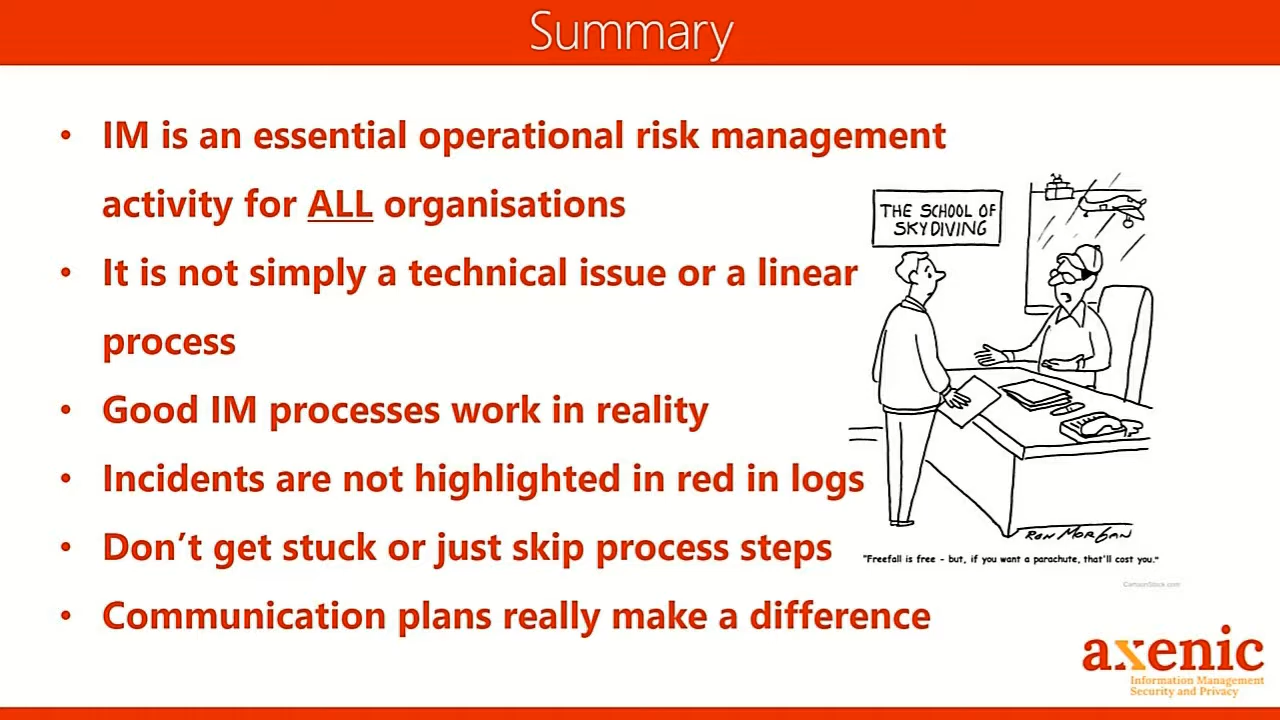 Summary
• IM is an essential operational risk management
activity for ALL organisations
• It is not simply a technical issue or a linear
process
• Good IM processes work in reality
• Incidents are not highlighted in red in logs
• Don’t get stuck or just skip process steps
• Communication plans really make a difference
THE SCHOOL OF
SKYDIVING
RON MORGAN
"Freefall is free - but, if you want a parachute, that'll cost you."
CartoonStock.com
axenic
Information Management
Security and Privacy